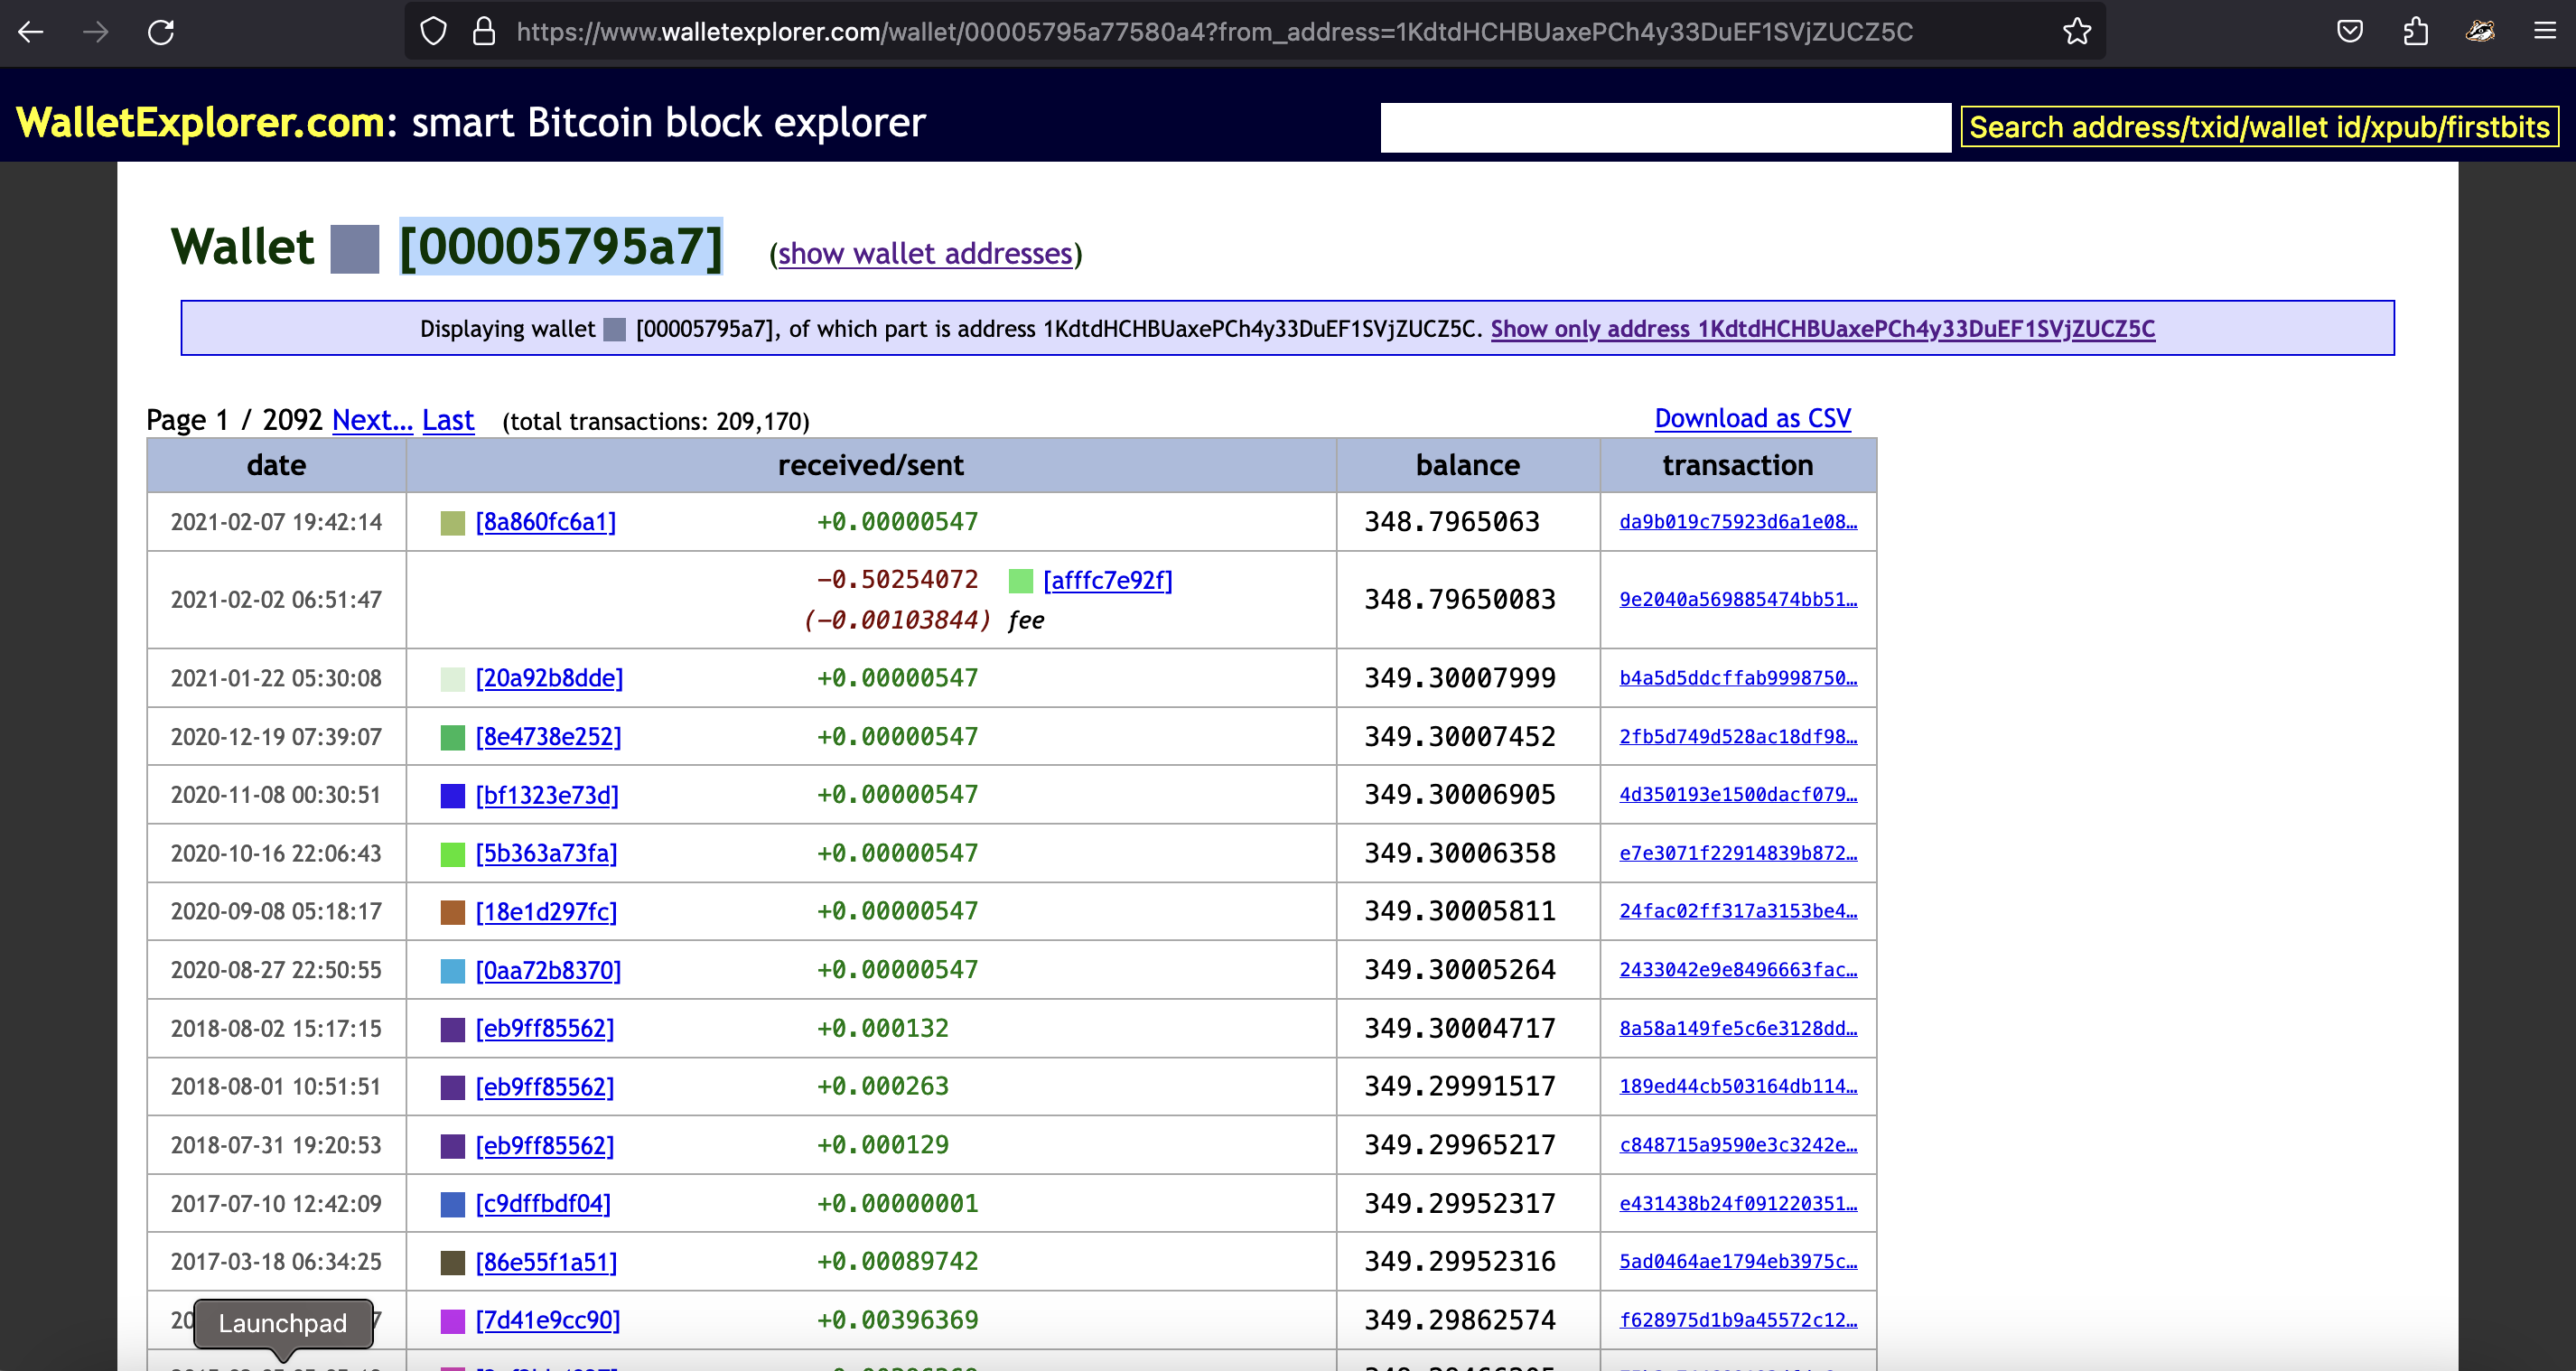 https://www.walletexplorer.com/wallet/00005795a77580a4?from_address=1KdtdHCHBUaxePCh4y33DuEF1SVjZUCZ5C
WalletExplorer.com: smart Bitcoin block explorer
Search address/txid/wallet id/xpub/firstbits
Wallet [00005795a7] (show wallet addresses)
Displaying wallet [00005795a7], of which part is address 1KdtdHCHBUaxePCh4y33DuEF1SVjZUCZ5C. Show only address 1KdtdHCHBUaxePCh4y33DuEF1SVjZUCZ5C
Page 1 / 2092 Next... Last (total transactions: 209,170) Download as CSV
date received/sent balance transaction
2021-02-07 19:42:14 [8a860fc6a1] +0.00000547 348.7965063 da9b019c75923d6a1e08…
2021-02-02 06:51:47 −0.50254072 [afffc7e92f] 348.79650083 9e2040a569885474bb51…
(−0.00103844) fee
2021-01-22 05:30:08 [20a92b8dde] +0.00000547 349.30007999 b4a5d5ddcffab9998750…
2020-12-19 07:39:07 [8e4738e252] +0.00000547 349.30007452 2fb5d749d528ac18df98…
2020-11-08 00:30:51 [bf1323e73d] +0.00000547 349.30006905 4d350193e1500dacf079…
2020-10-16 22:06:43 [5b363a73fa] +0.00000547 349.30006358 e7e3071f22914839b872…
2020-09-08 05:18:17 [18e1d297fc] +0.00000547 349.30005811 24fac02ff317a3153be4…
2020-08-27 22:50:55 [0aa72b8370] +0.00000547 349.30005264 2433042e9e8496663fac…
2018-08-02 15:17:15 [eb9ff85562] +0.000132 349.30004717 8a58a149fe5c6e3128dd…
2018-08-01 10:51:51 [eb9ff85562] +0.000263 349.29991517 189ed44cb503164db114…
2018-07-31 19:20:53 [eb9ff85562] +0.000129 349.29965217 c848715a9590e3c3242e…
2017-07-10 12:42:09 [c9dffbdf04] +0.00000001 349.29952317 e431438b24f091220351…
2017-03-18 06:34:25 [86e55f1a51] +0.00089742 349.29952316 5ad0464ae1794eb3975c…
20 7 [7d41e9cc90] +0.00396369 349.29862574 f628975d1b9a45572c12…
Launchpad